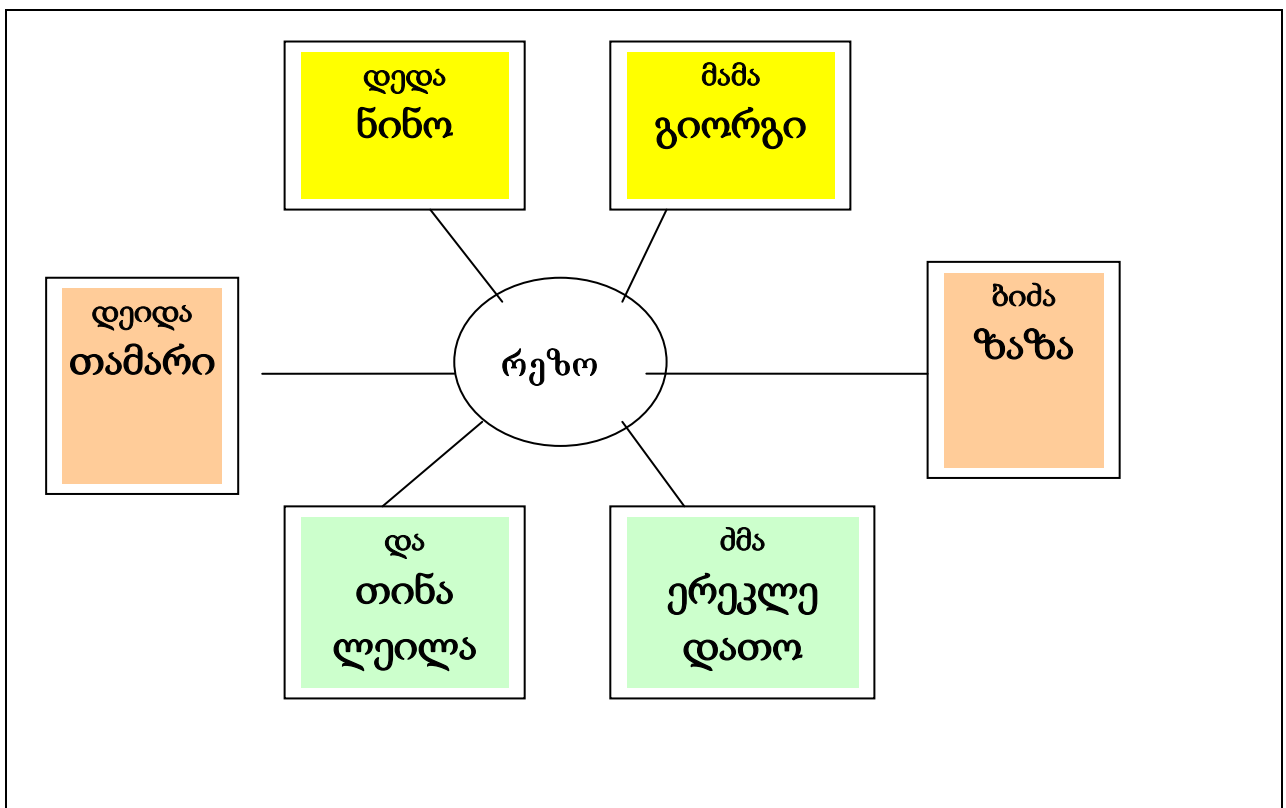 დედა
ნინო
მამა
გიორგი
დეიდა
თამარი
რეზო
ბიძა
ზაზა
და
თინა
ლეილა
ძმა
ერეკლე
დათო